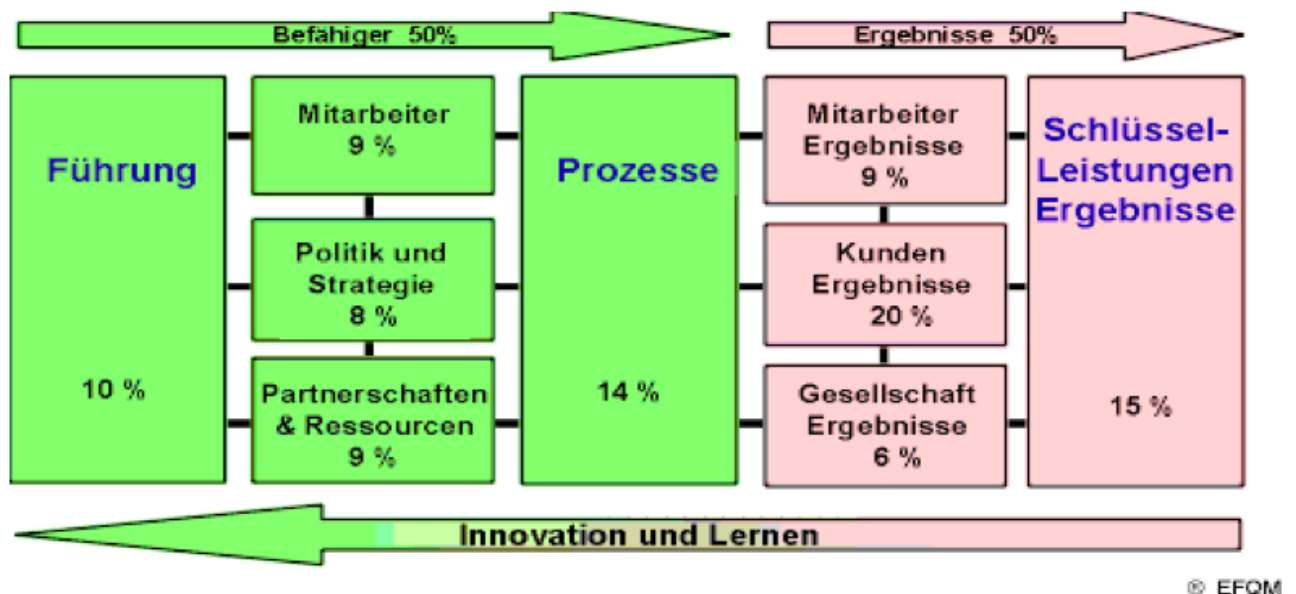 Befähiger 50%
Ergebnisse 50%
Führung
10 %
Mitarbeiter
9 %
Politik und
Strategie
8 %
Partnerschaften
& Ressourcen
9 %
Prozesse
14 %
Mitarbeiter
Ergebnisse
9 %
Kunden
Ergebnisse
20 %
Gesellschaft
Ergebnisse
6 %
Schlüssel-
Leistungen
Ergebnisse
15 %
Innovation und Lernen
® EFQM